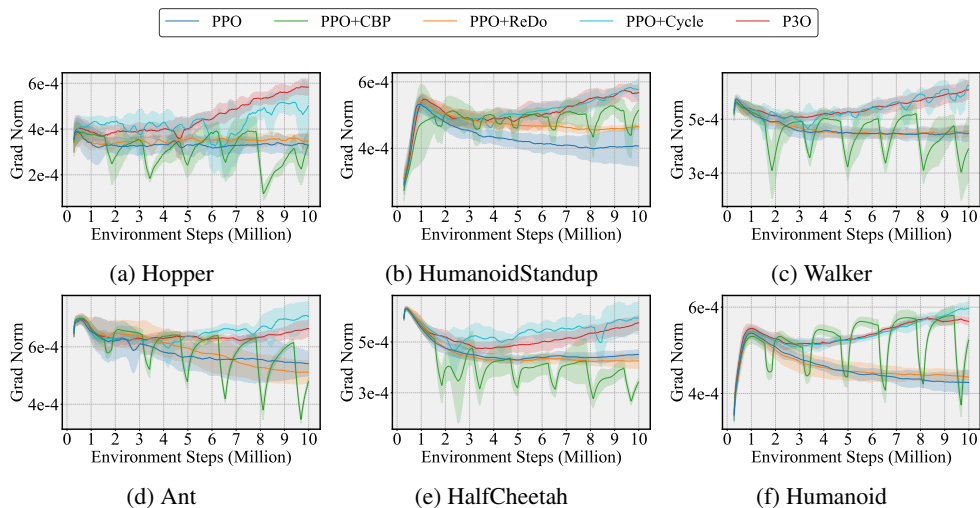 PPO PPO+CBP PPO+ReDo PPO+Cycle P3O
Grad Norm
6e-4
4e-4
2e-4
0 1 2 3 4 5 6 7 8 9 10
Environment Steps (Million)
(a) Hopper
Grad Norm
6e-4
4e-4
0 1 2 3 4 5 6 7 8 9 10
Environment Steps (Million)
(b) HumanoidStandup
Grad Norm
5e-4
3e-4
0 1 2 3 4 5 6 7 8 9 10
Environment Steps (Million)
(c) Walker
Grad Norm
6e-4
4e-4
0 1 2 3 4 5 6 7 8 9 10
Environment Steps (Million)
(d) Ant
Grad Norm
5e-4
3e-4
0 1 2 3 4 5 6 7 8 9 10
Environment Steps (Million)
(e) HalfCheetah
Grad Norm
6e-4
4e-4
0 1 2 3 4 5 6 7 8 9 10
Environment Steps (Million)
(f) Humanoid